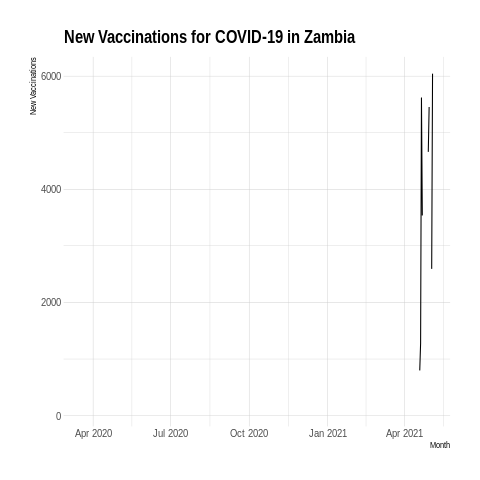 New Vaccinations for COVID-19 in Zambia
New Vaccinations
6000
4000
2000
0
Apr 2020 Jul 2020 Oct 2020 Jan 2021 Apr 2021
Month